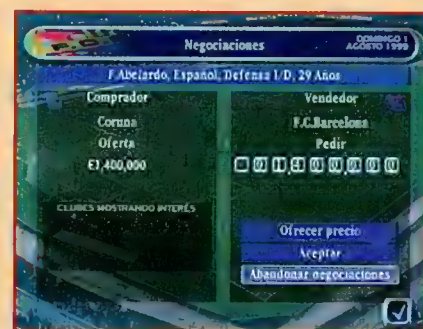 Negociaciones
DOMINGO 1
AGOSTO 1999
F.Abelardo, Español, Defensa I/D, 29 Años
Comprador
Coruna
Oferta
£1,400,000
CLUBES MOSTRANDO INTERÉS
Vendedor
F.C.Barcelona
Pedir
Ofrecer precio
Aceptar
Abandonar negociaciones